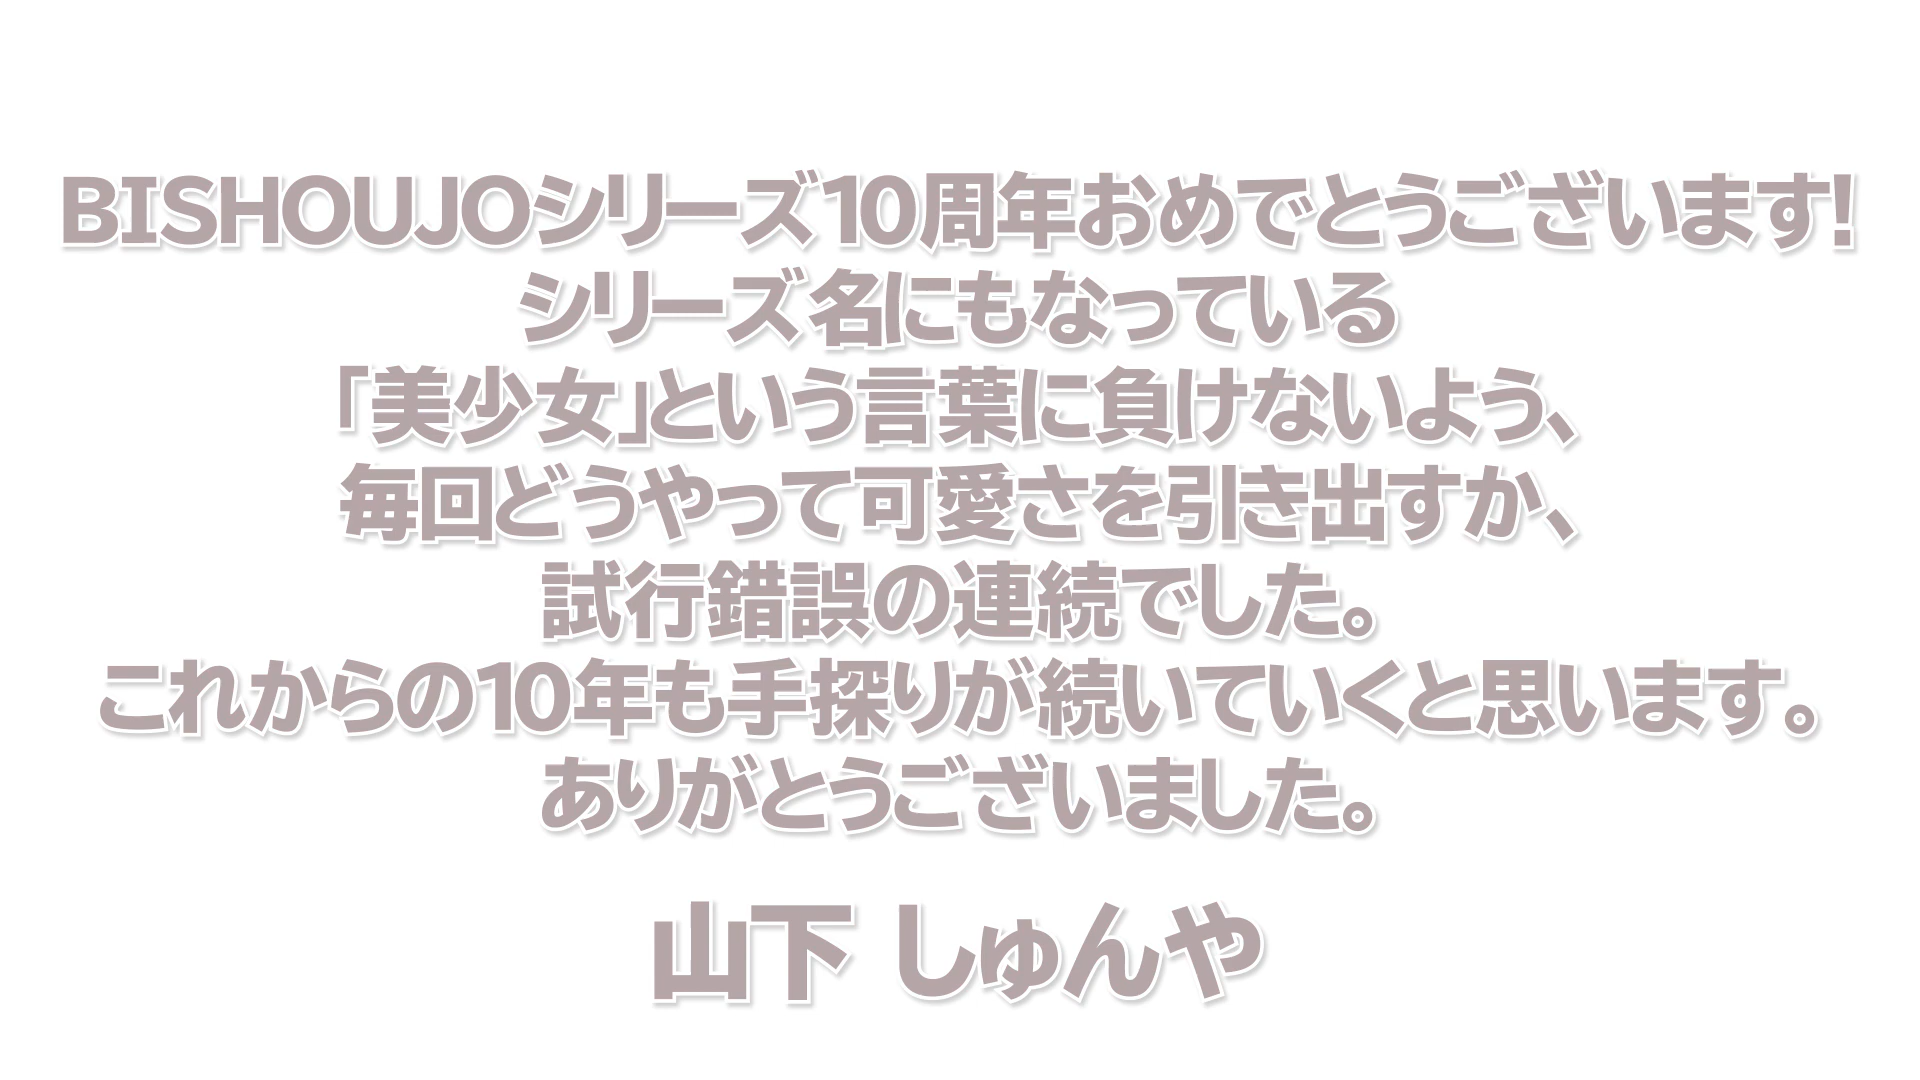 BISHOUJOシリーズ10周年おめでとうございます!
シリーズ名にもなっている
「美少女」という言葉に負けないよう、
毎回どうやって可愛さを引き出すか、
試行錯誤の連続でした。
これからの10年も手探りが続いていくと思います。
ありがとうございました。
山下 しゅんや